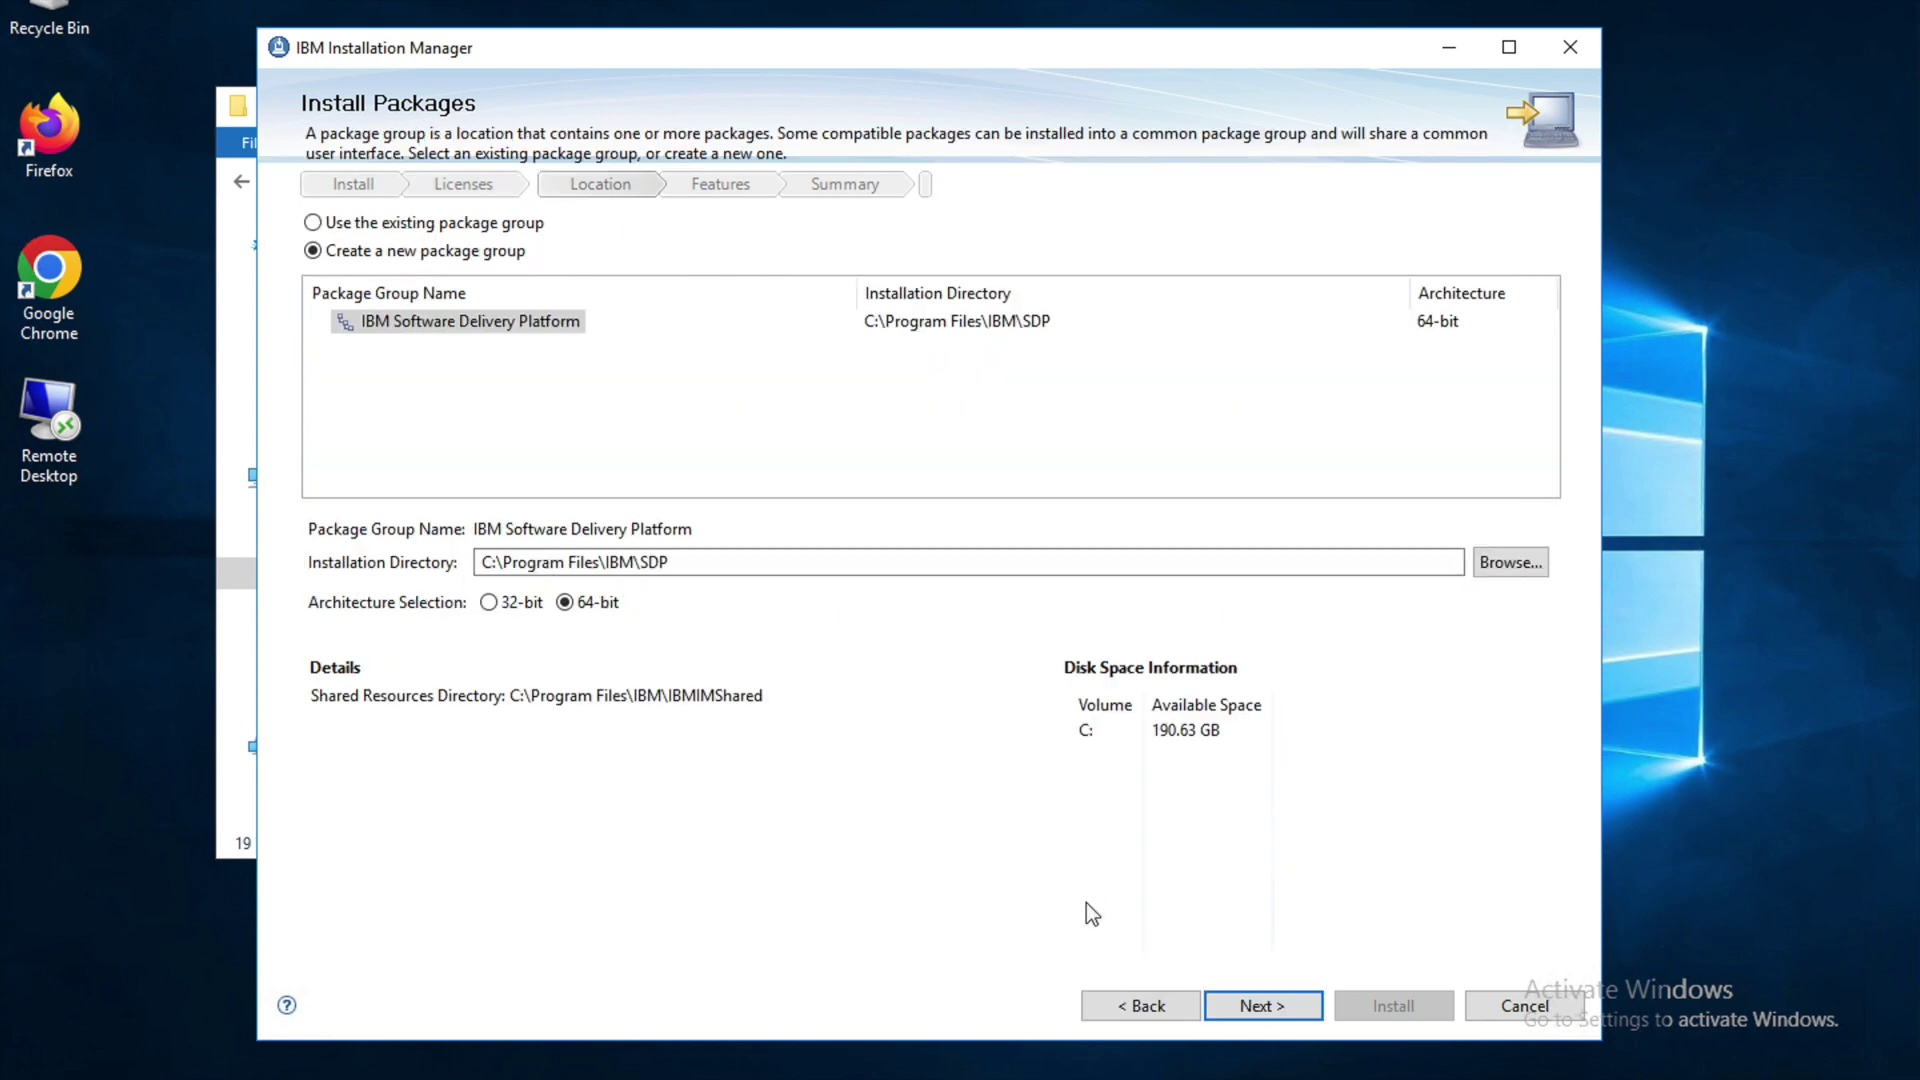 Recycle Bin
Firefox
Google
Chrome
Remote
Desktop
Fil
19
IBM Installation Manager
Install Packages
A package group is a location that contains one or more packages. Some compatible packages can be installed into a common package group and will share a common
user interface. Select an existing package group, or create a new one.
Install Licenses Location Features Summary
Use the existing package group
Create a new package group
Package Group Name Installation Directory Architecture
IBM Software Delivery Platform C:\Program Files\IBM\SDP 64-bit
Package Group Name: IBM Software Delivery Platform
Installation Directory: C:\Program Files\IBM\SDP Browse...
Architecture Selection: 32-bit 64-bit
Details
Shared Resources Directory: C:\Program Files\IBM\IBMIMShared
Disk Space Information
Volume Available Space
C: 190.63 GB
< Back Next > Install Cancel
Activate Windows
Go to Settings to activate Windows.